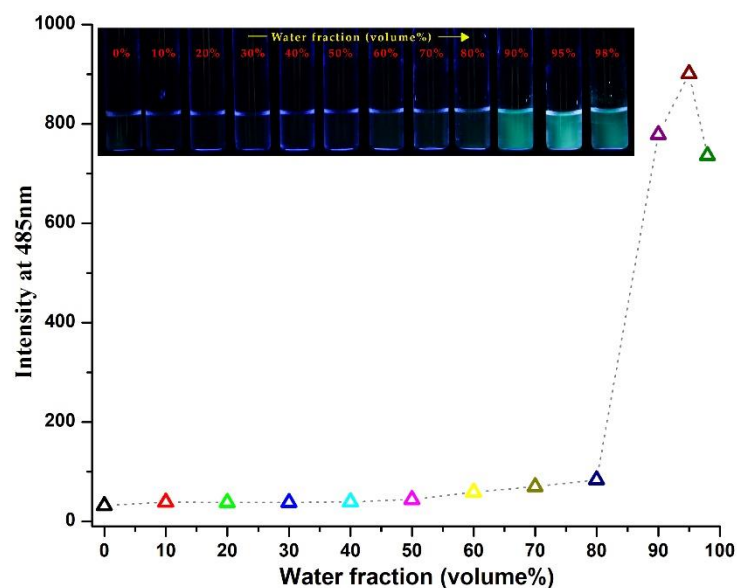 1000
Water fraction (volume%)
0% 10% 20% 30% 40% 50% 60% 70% 80% 90% 95% 98%
800
600
400
200
0
Intensity at 485nm
0 10 20 30 40 50 60 70 80 90 100
Water fraction (volume%)